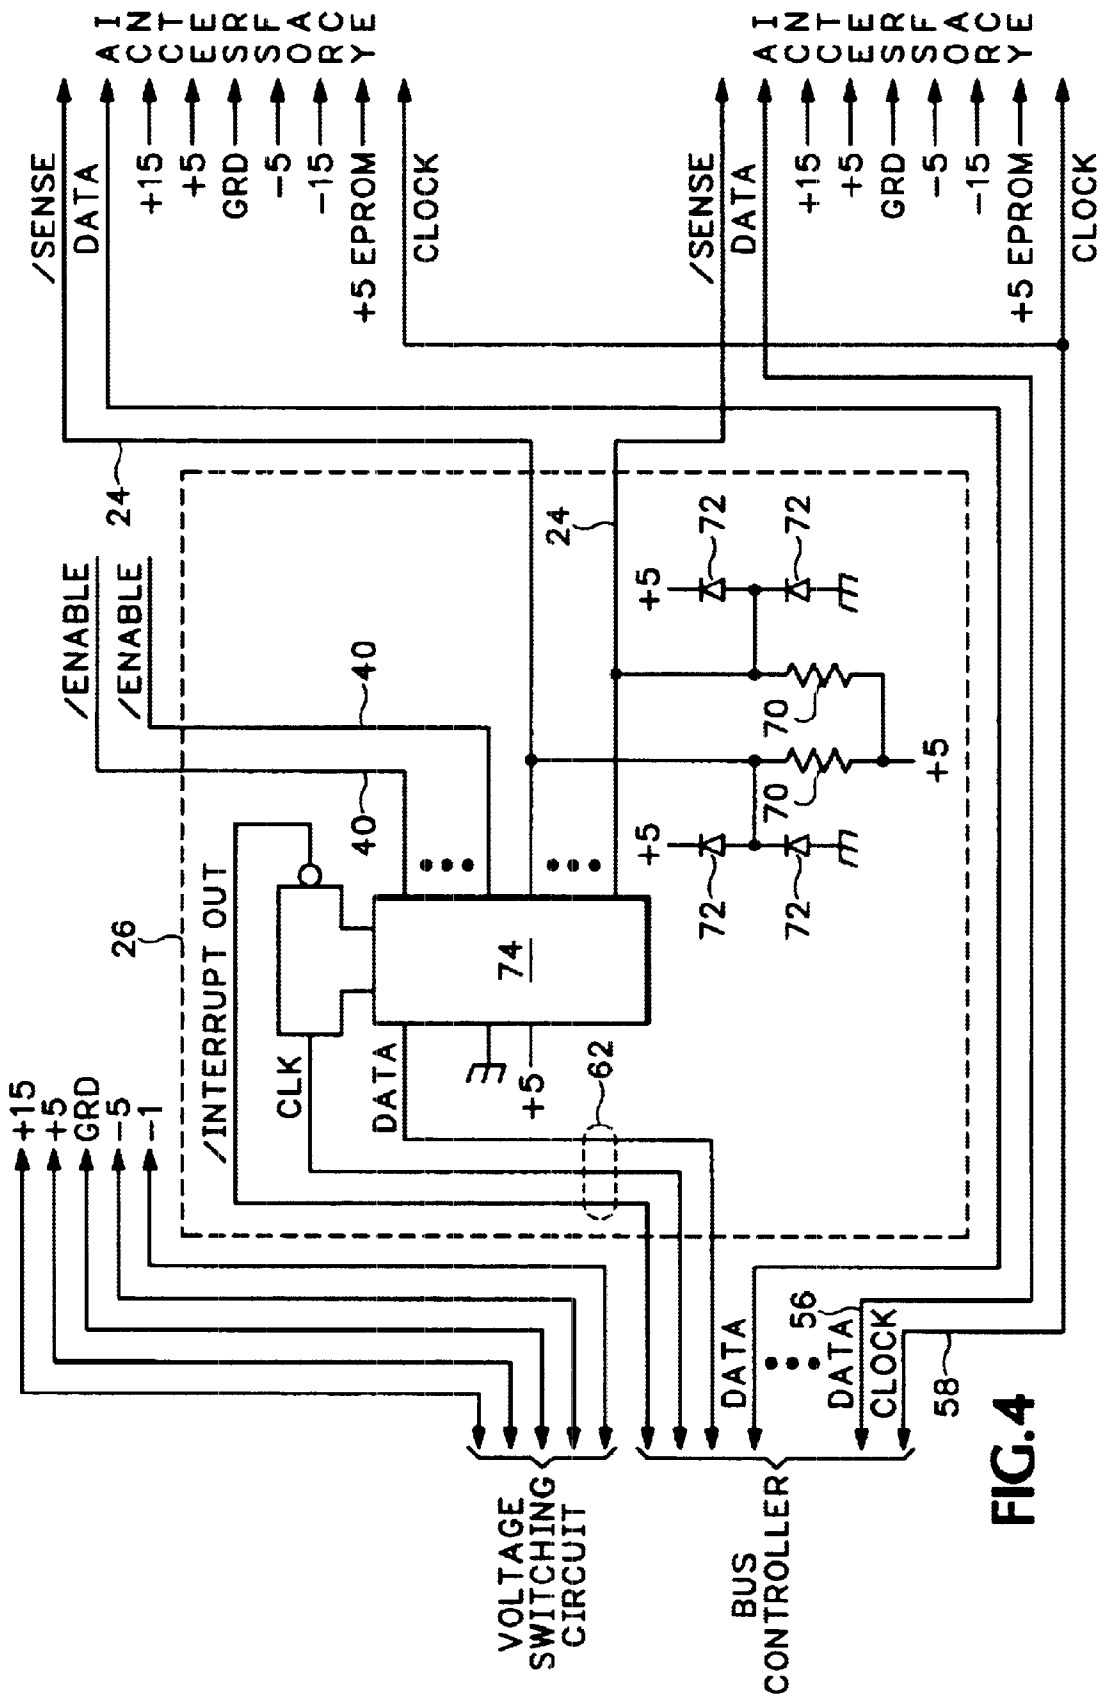 +15
+5
GRD
-5
-1
VOLTAGE
SWITCHING
CIRCUIT
BUS
CONTROLLER
26
/INTERRUPT OUT
CLK
DATA
+5
62
74
/ENABLE
/ENABLE
40
40
24
24
+5
72
72
70
70
+5
+5
72
72
DATA
56
DATA
CLOCK
58
/SENSE
DATA
+15
+5
GRD
-5
-15
+5 EPROM
CLOCK
ACCESSORY
INTERFACE
/SENSE
DATA
+15
+5
GRD
-5
-15
+5 EPROM
CLOCK
ACCESSORY
INTERFACE
FIG.4